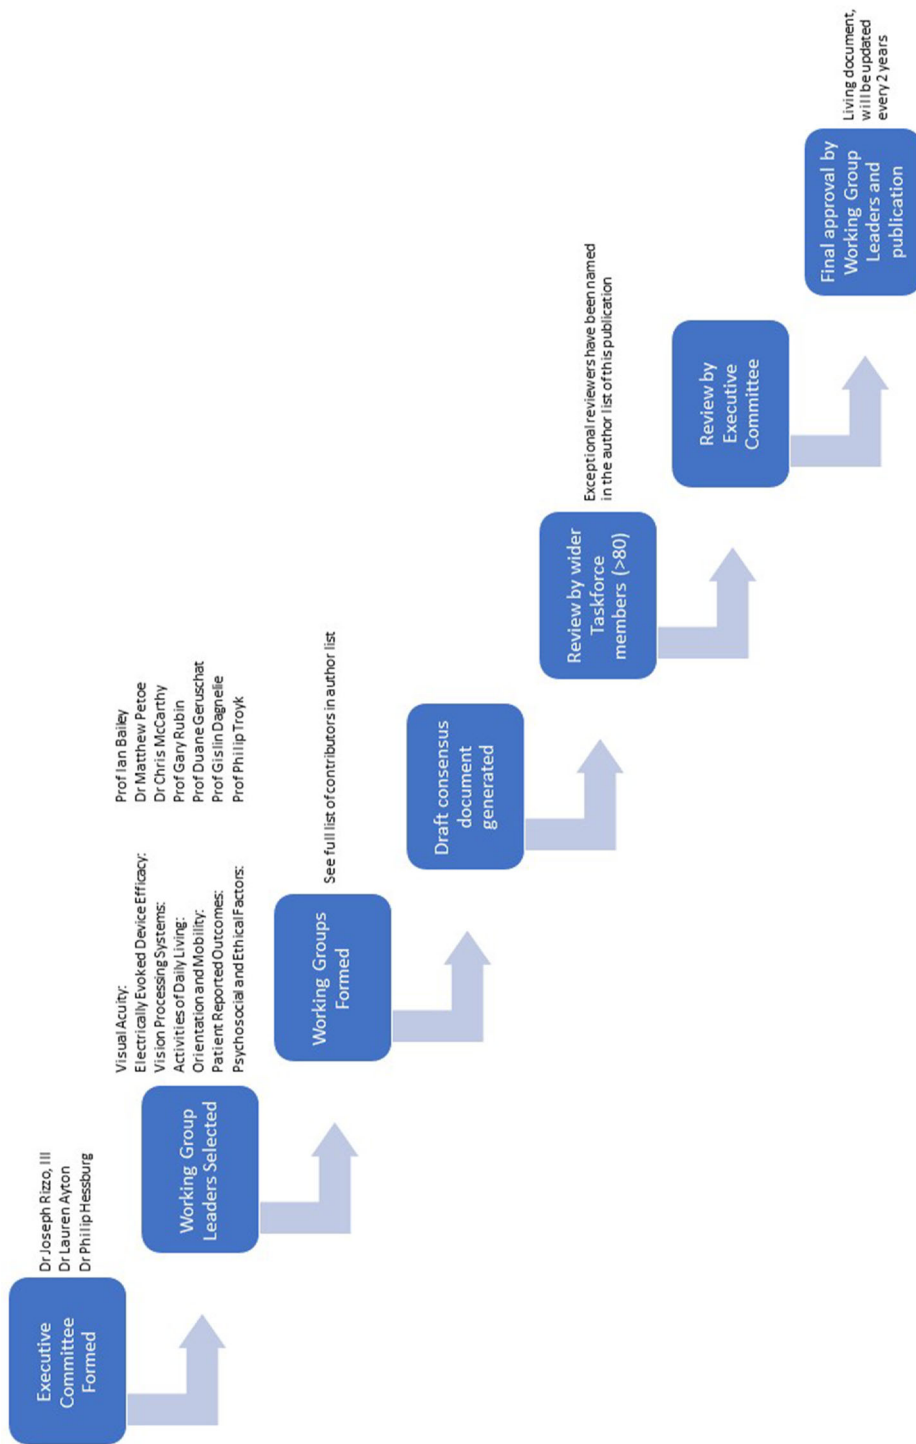 Executive
Committee
Formed
Dr Joseph Rizzo, III
Dr Lauren Ayton
Dr Philip Hessburg
Working Group
Leaders Selected
Visual Acuity: Prof Ian Bailey
Electrically Evoked Device Efficacy: Dr Matthew Petoe
Vision Processing Systems: Dr Chris McCarthy
Activities of Daily Living: Prof Gary Rubin
Orientation and Mobility: Prof Duane Geruschat
Patient Reported Outcomes: Prof Gislin Dagnelie
Psychosocial and Ethical Factors: Prof Philip Troyk
Working Groups
Formed
See full list of contributors in author list
Draft consensus
document
generated
Review by wider
Taskforce
members (>80)
Exceptional reviewers have been named
in the author list of this publication
Review by
Executive
Committee
Final approval by
Working Group
Leaders and
publication
Living document,
will be updated
every 2 years